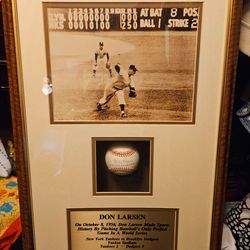 AT BAT 8 POS.
BALL 1 STRIKE 2
DON LARSEN
On October 8, 1956, Don Larsen Made Sports
History By Pitching Baseball's Only Perfect
Game In A World Series
New York Yankees vs Brooklyn Dodgers
Yankee Stadium
Yankees 2 - Dodgers 0